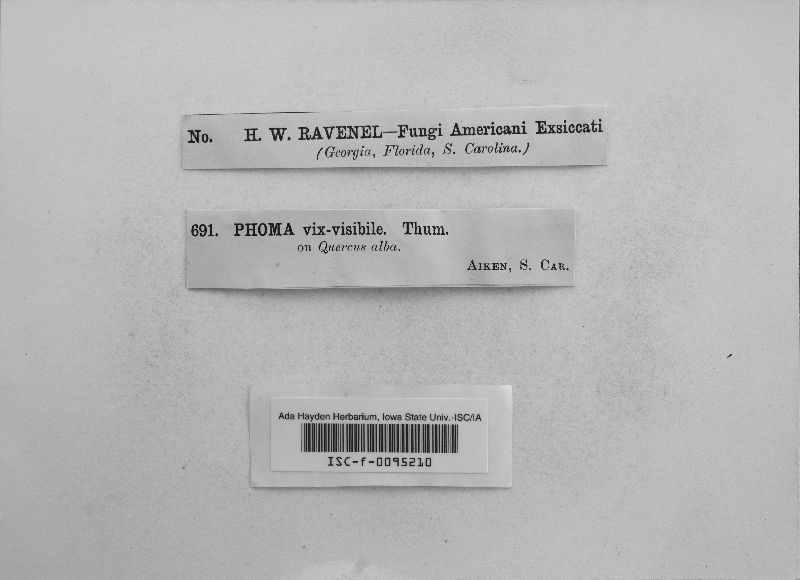 No. H. W. RAVENEL—Fungi Americani Exsiccati
(Georgia, Florida, S. Carolina.)
691. PHOMA vix-visibile. Thum.
on Quercus alba.
AIKEN, S. CAR.
Ada Hayden Herbarium, Iowa State Univ.-ISC/IA
ISC-f-0095210